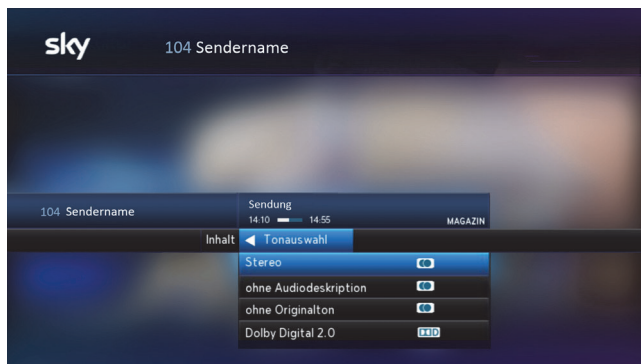 sky 104 Sendername
Sendung
104 Sendername
14:10 14:55 MAGAZIN
Inhalt Tonauswahl
Stereo
ohne Audiodeskription
ohne Originalton
Dolby Digital 2.0